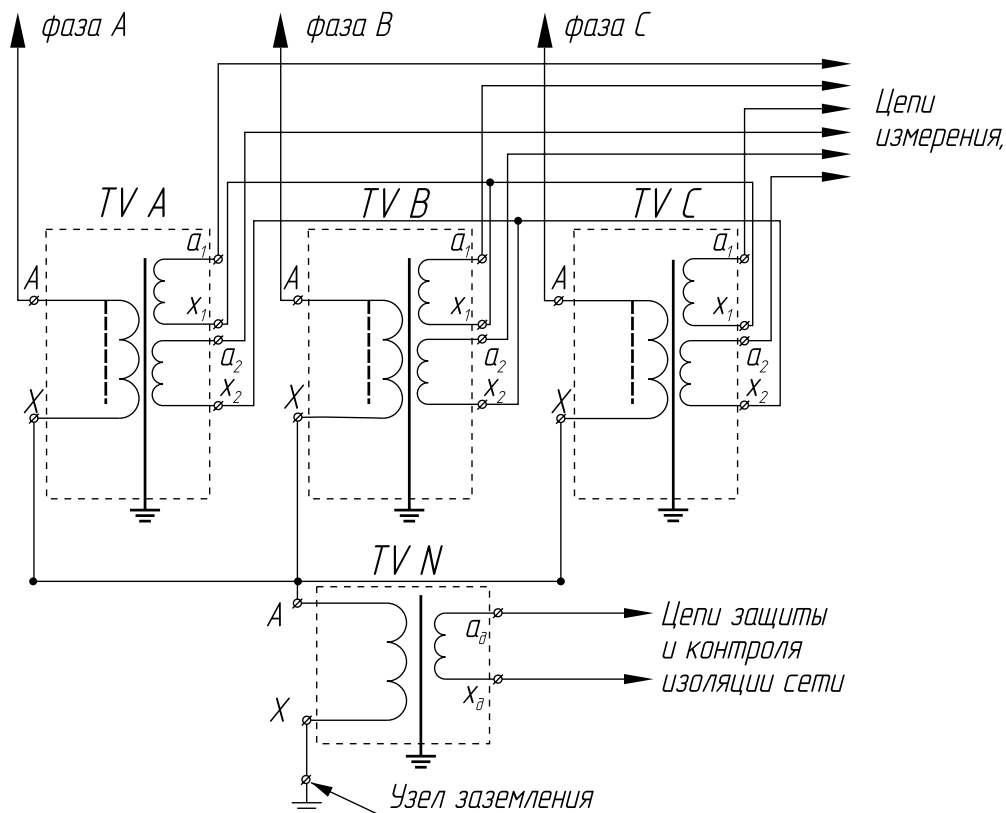 фаза А
фаза В
фаза С
Цепи
измерения,
TV A
TV B
TV C
a1
A
x1
a2
x2
X
a1
A
x1
a2
x2
X
a1
A
x1
a2
x2
X
TV N
A
aд
xд
X
Цепи защиты
и контроля
изоляции сети
Узел заземления